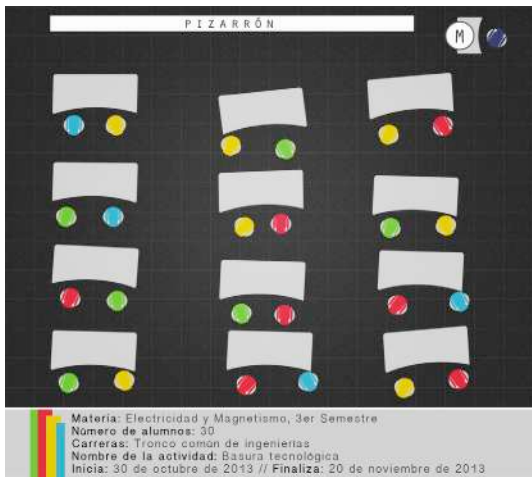 PIZARRÓN
M
Materia: Electricidad y Magnetismo, 3er Semestre
Número de alumnos: 30
Carreras: Tronco común de ingenierías
Nombre de la actividad: Basura tecnológica
Inicia: 30 de octubre de 2013 // Finaliza: 20 de noviembre de 2013